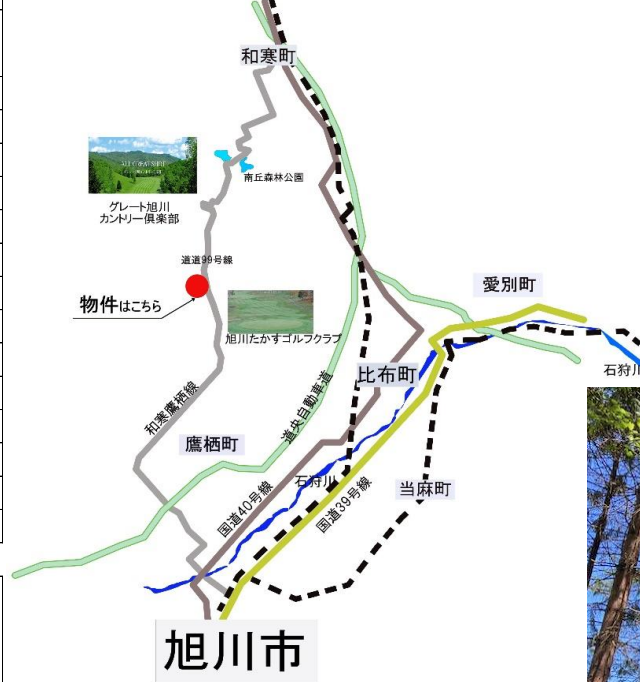 和寒町
南丘森林公園
グレート旭川
カントリー倶楽部
道道99号線
愛別町
物件はこちら
旭川たかすゴルフクラブ
石狩川
比布町
道央自動車道
和寒鷹栖線
鷹栖町
石狩川
当麻町
国道40号線
国道39号線
旭川市